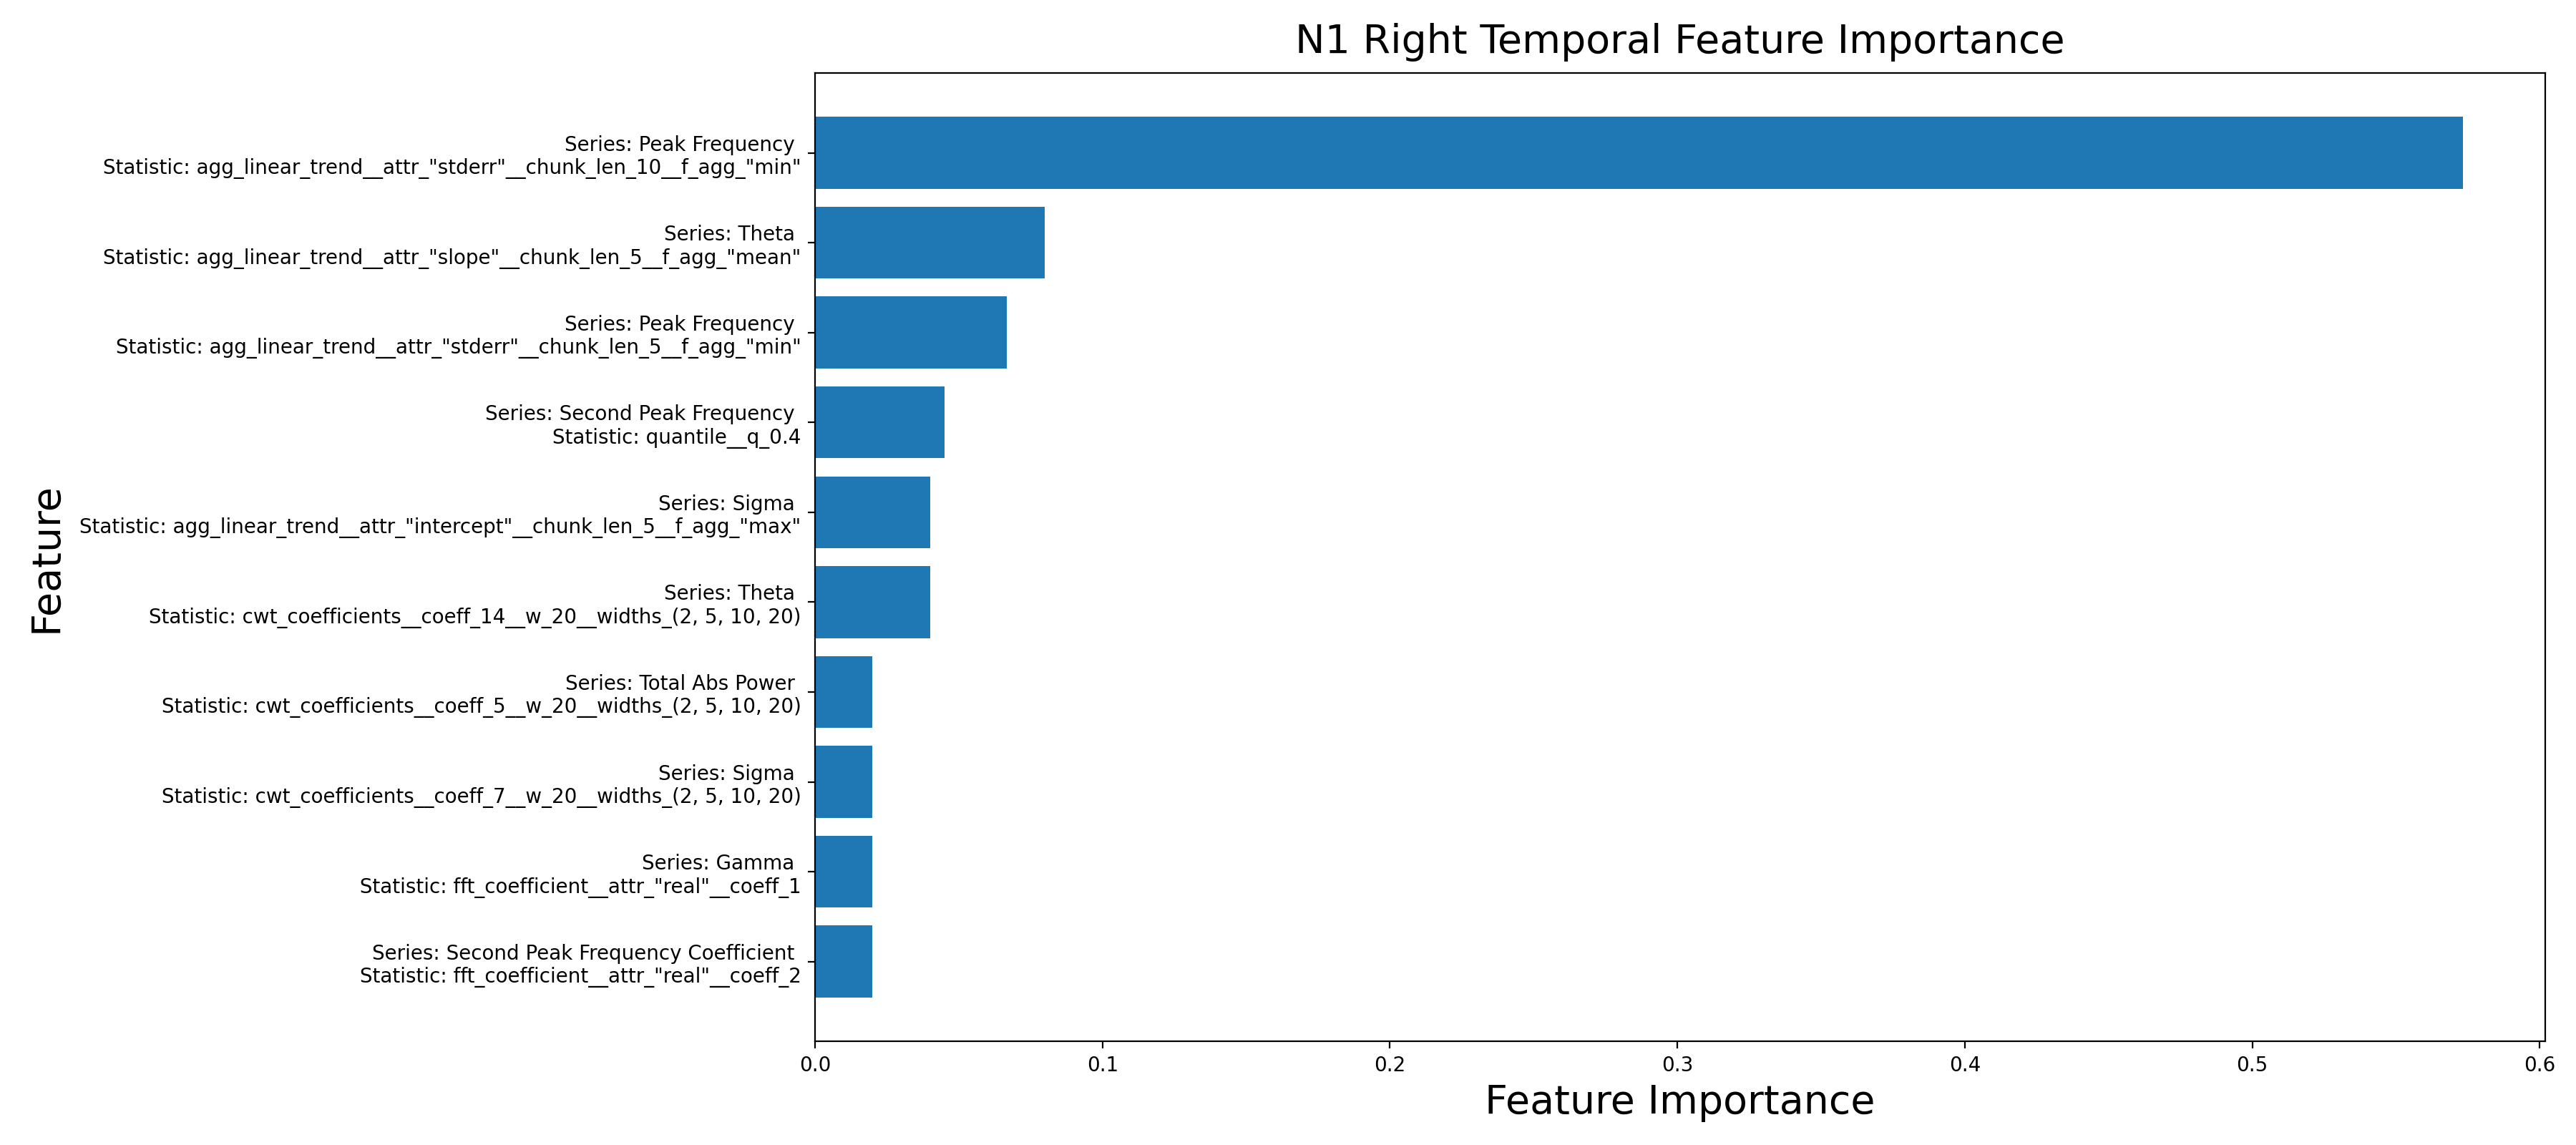 N1 Right Temporal Feature Importance
Series: Peak Frequency
Statistic: agg_linear_trend__attr_"stderr"__chunk_len_10__f_agg_"min"
Series: Theta
Statistic: agg_linear_trend__attr_"slope"__chunk_len_5__f_agg_"mean"
Series: Peak Frequency
Statistic: agg_linear_trend__attr_"stderr"__chunk_len_5__f_agg_"min"
Series: Second Peak Frequency
Statistic: quantile__q_0.4
Series: Sigma
Statistic: agg_linear_trend__attr_"intercept"__chunk_len_5__f_agg_"max"
Series: Theta
Statistic: cwt_coefficients__coeff_14__w_20__widths_(2, 5, 10, 20)
Series: Total Abs Power
Statistic: cwt_coefficients__coeff_5__w_20__widths_(2, 5, 10, 20)
Series: Sigma
Statistic: cwt_coefficients__coeff_7__w_20__widths_(2, 5, 10, 20)
Series: Gamma
Statistic: fft_coefficient__attr_"real"__coeff_1
Series: Second Peak Frequency Coefficient
Statistic: fft_coefficient__attr_"real"__coeff_2
Feature
0.0 0.1 0.2 0.3 0.4 0.5 0.6
Feature Importance